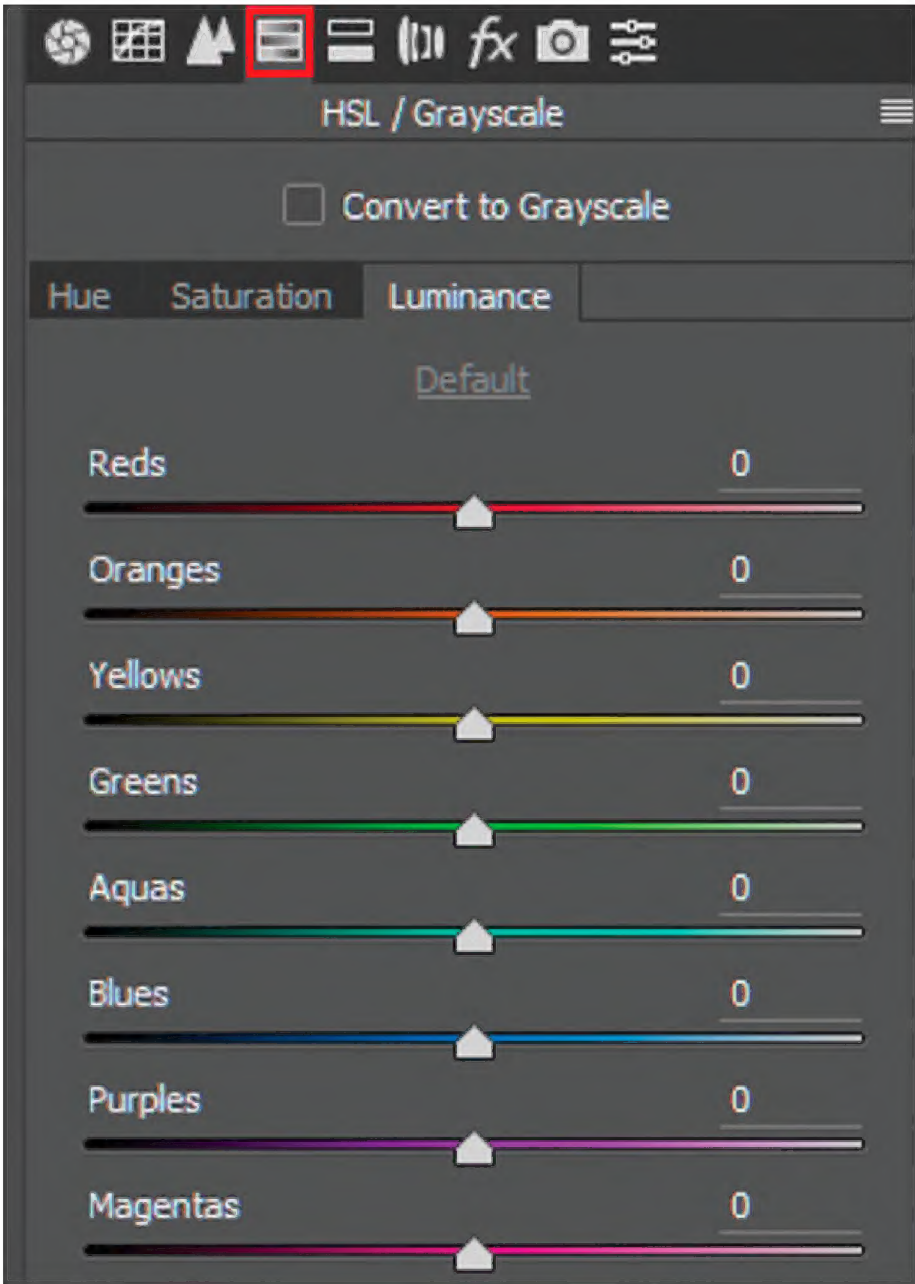 fx
HSL / Grayscale
Convert to Grayscale
Hue Saturation Luminance
Default
Reds 0
Oranges 0
Yellows 0
Greens 0
Aquas 0
Blues 0
Purples 0
Magentas 0